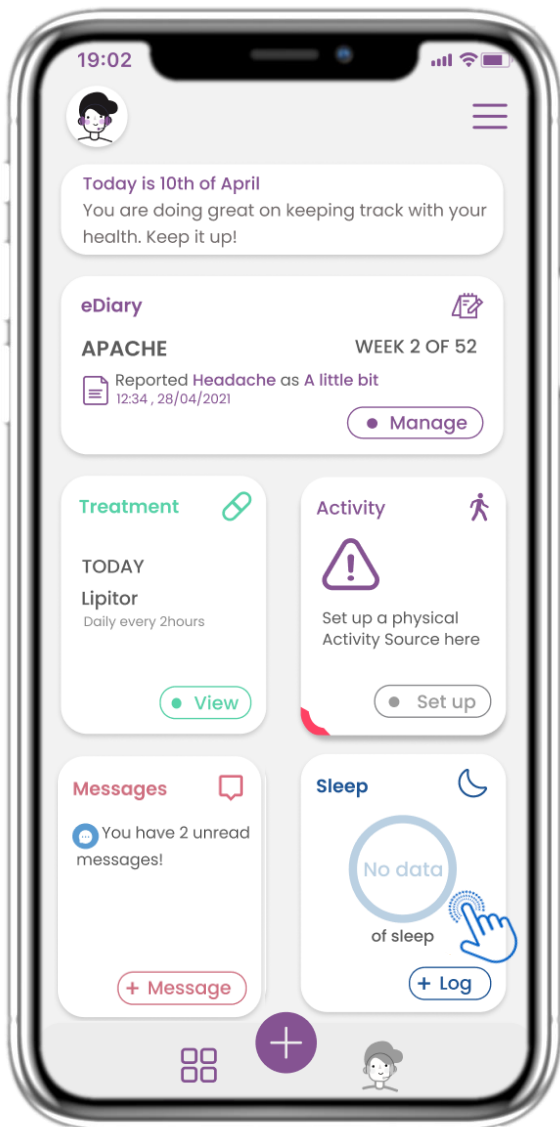 19:02
Today is 10th of April
You are doing great on keeping track with your
health. Keep it up!
eDiary
APACHE
WEEK 2 OF 52
Reported Headache as A little bit
12:34 , 28/04/2021
Manage
Treatment
TODAY
Lipitor
Daily every 2hours
View
Activity
Set up a physical
Activity Source here
Set up
Messages
You have 2 unread
messages!
+ Message
Sleep
No data
of sleep
+ Log